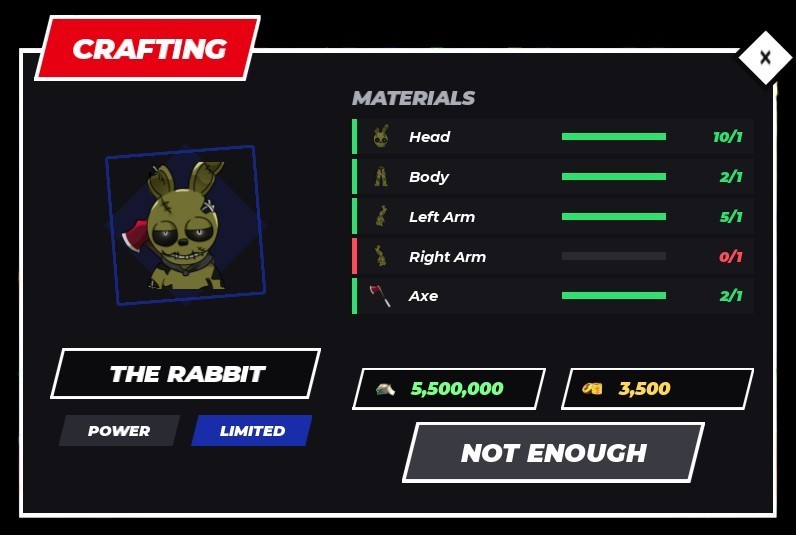 CRAFTING
X
MATERIALS
Head 10/1
Body 2/1
Left Arm 5/1
Right Arm 0/1
Axe 2/1
THE RABBIT
POWER LIMITED
5,500,000 3,500
NOT ENOUGH